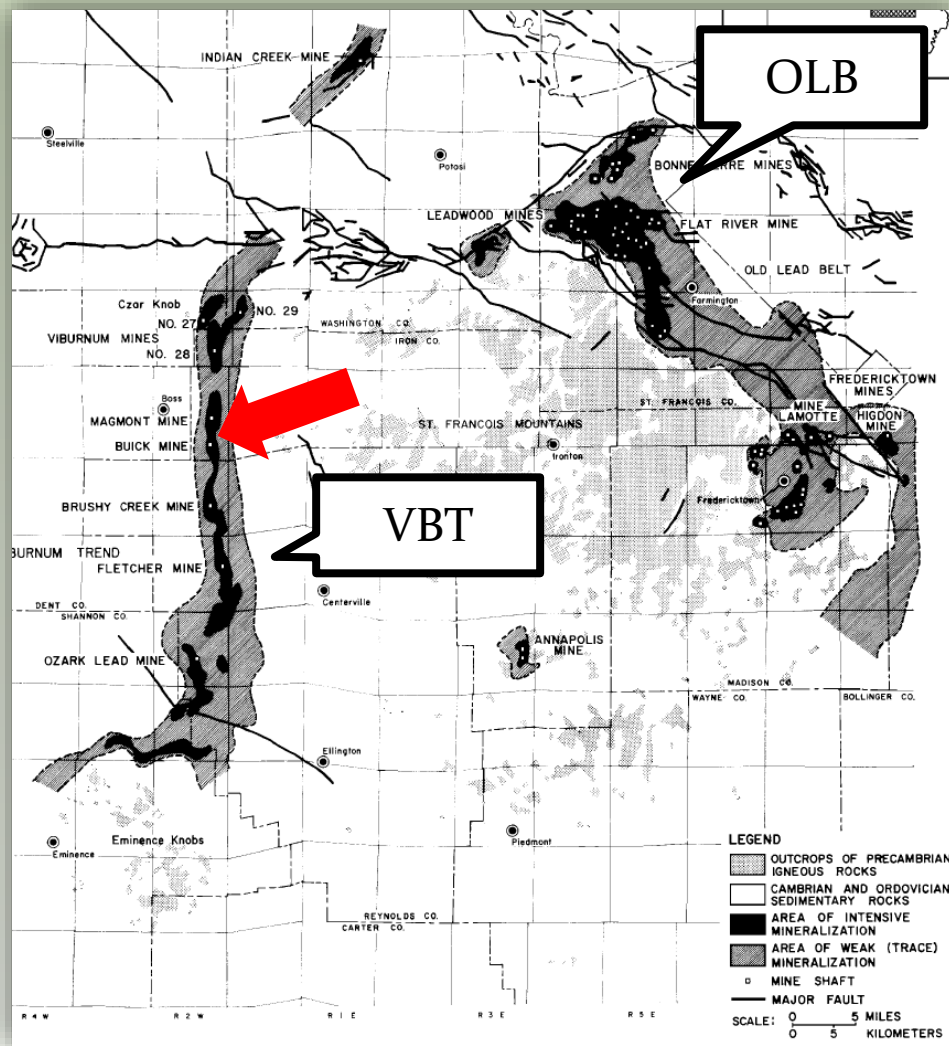 INDIAN CREEK MINE
OLB
Steelville
Potosi
MINES
LEADWOOD MINES
FLAT RIVER MINE
OLD LEAD BELT
Farmington
Czar Knob
NO. 27
NO. 29
WASHINGTON CO.
IRON CO.
VIBURNUM MINES
NO. 28
FREDERICKTOWN
MINES
Boss
ST. FRANCOIS CO.
MINE
LAMOTTE
HIGDON
MINE
MAGMONT MINE
ST. FRANCOIS MOUNTAINS
BUICK MINE
Ironton
Fredericktown
BRUSHY CREEK MINE
VBT
BURNUM TREND
FLETCHER MINE
Centerville
DENT CO.
SHANNON CO.
ANNAPOLIS
MINE
OZARK LEAD MINE
MADISON CO.
WAYNE CO.
BOLLINGER CO.
Ellington
Eminence Knobs
Eminence
Piedmont
LEGEND
OUTCROPS OF PRECAMBRIAN
IGNEOUS ROCKS
CAMBRIAN AND ORDOVICIAN
SEDIMENTARY ROCKS
AREA OF INTENSIVE
MINERALIZATION
AREA OF WEAK (TRACE)
MINERALIZATION
MINE SHAFT
MAJOR FAULT
REYNOLDS CO.
CARTER CO.
R 4 W
R 2 W
R 1 E
R 3 E
R 5 E
SCALE:
0 5 MILES
0 5 KILOMETERS